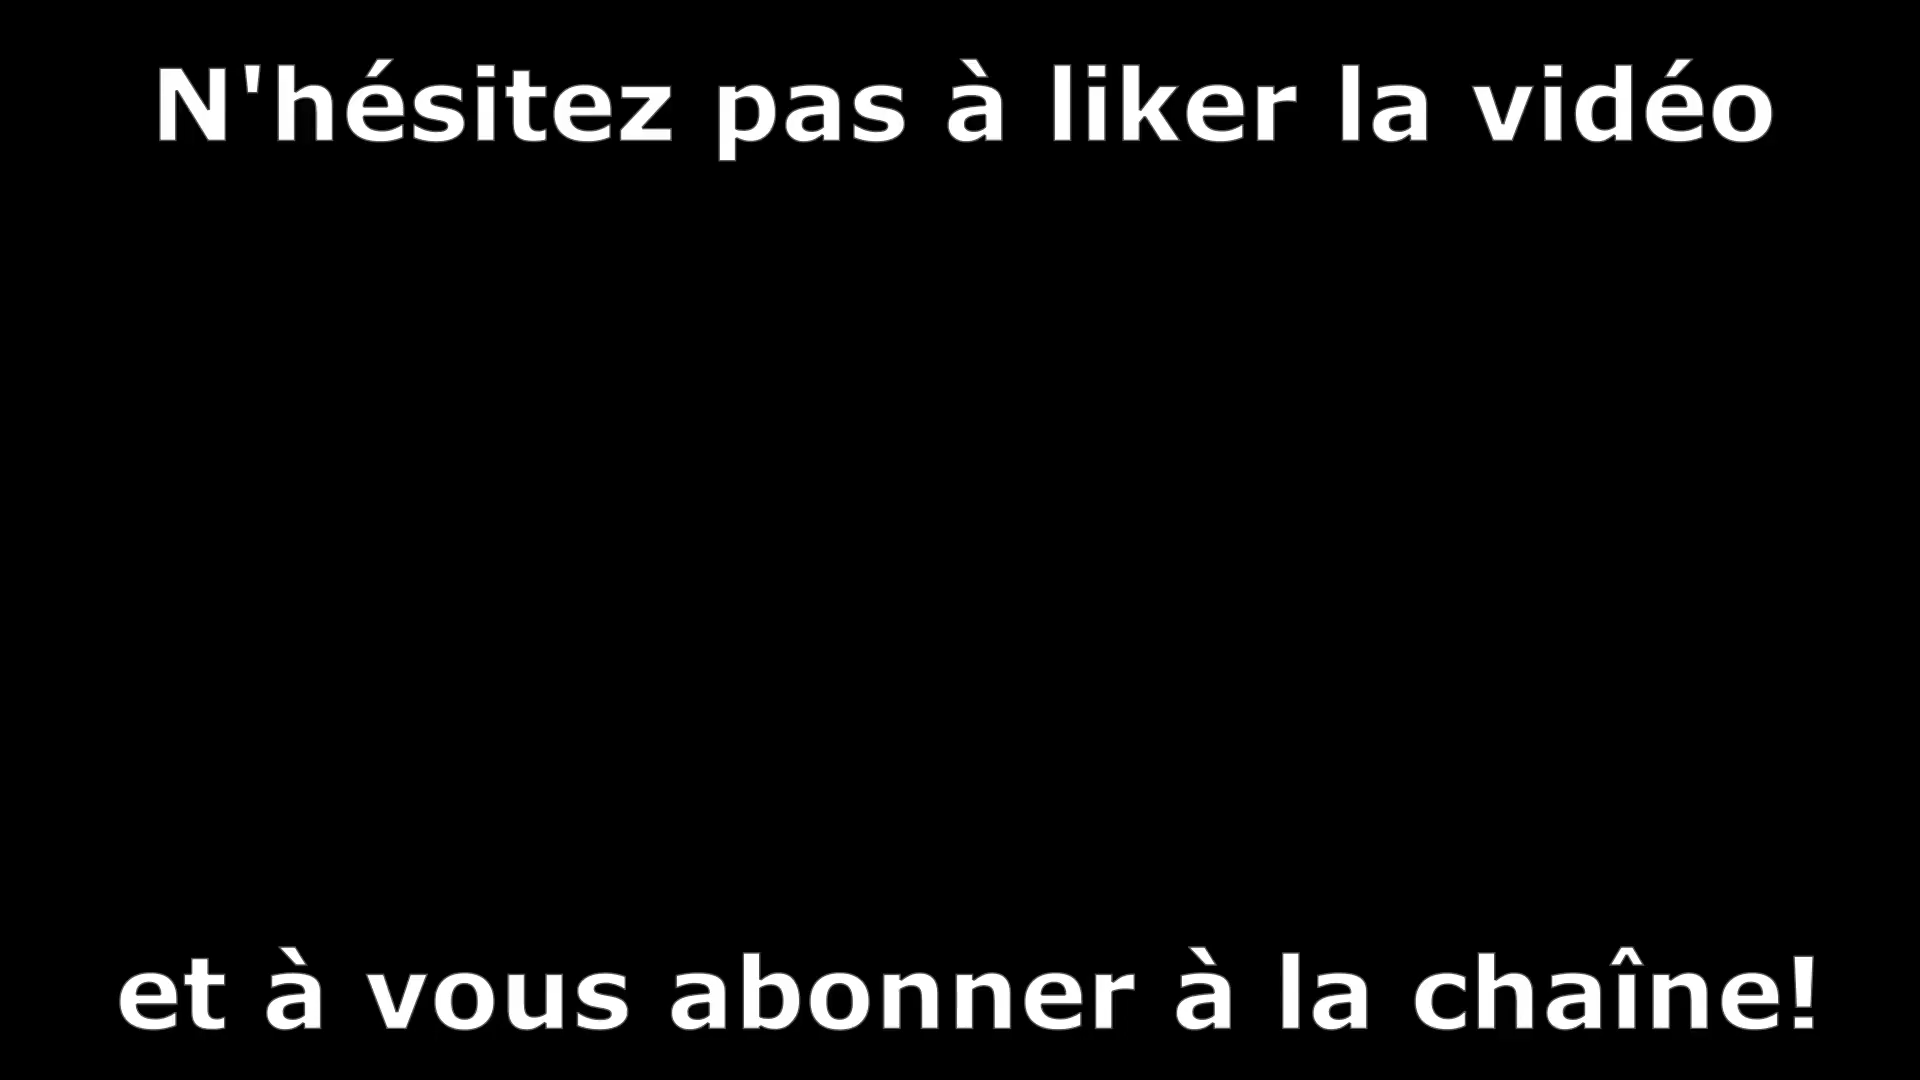 N'hésitez pas à liker la vidéo
et à vous abonner à la chaîne!